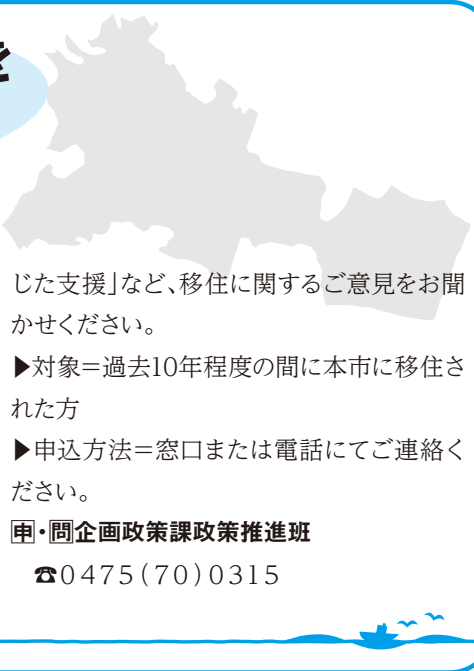 を
じた支援」など、移住に関するご意見をお聞
かせください。
▶対象＝過去10年程度の間に本市に移住さ
れた方
▶申込方法＝窓口または電話にてご連絡く
ださい。
申・問企画政策課政策推進班
☎0475(70)0315